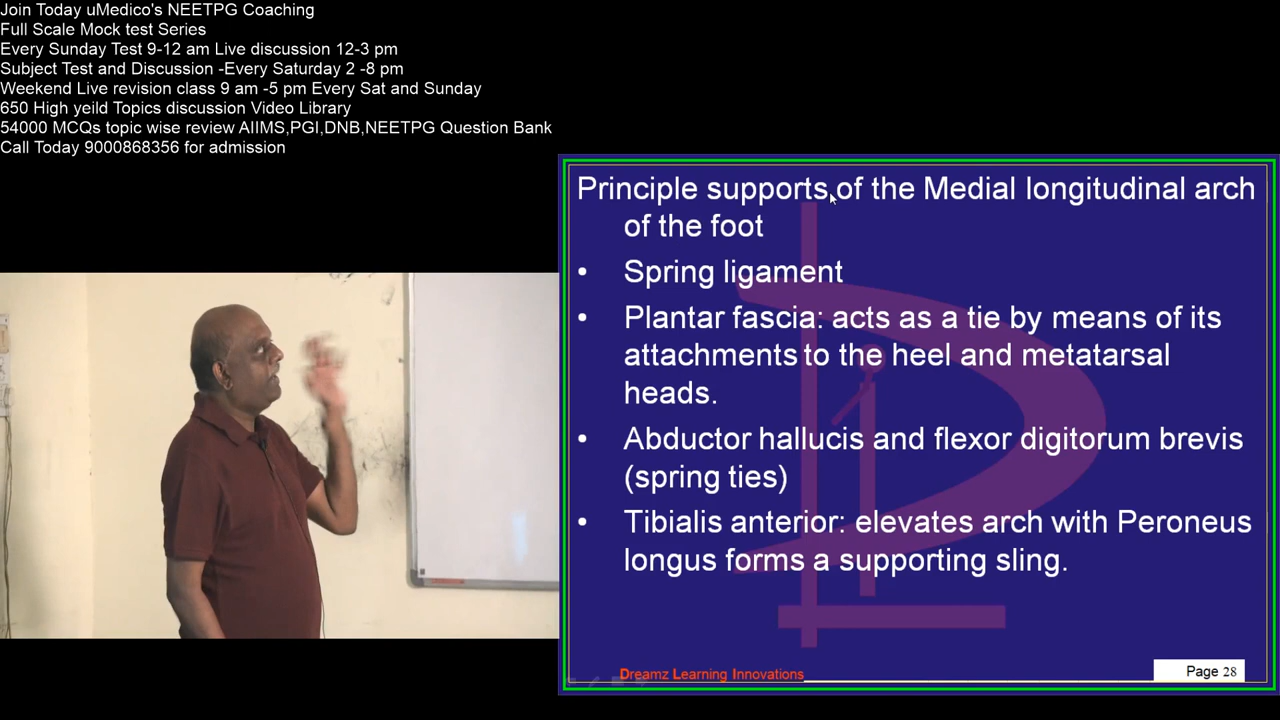 Join Today uMedico's NEETPG Coaching
Full Scale Mock test Series
Every Sunday Test 9-12 am Live discussion 12-3 pm
Subject Test and Discussion -Every Saturday 2 -8 pm
Weekend Live revision class 9 am -5 pm Every Sat and Sunday
650 High yeild Topics discussion Video Library
54000 MCQs topic wise review AIIMS,PGI,DNB,NEETPG Question Bank
Call Today 9000868356 for admission
Principle supports of the Medial longitudinal arch
of the foot
• Spring ligament
• Plantar fascia: acts as a tie by means of its
attachments to the heel and metatarsal
heads.
• Abductor hallucis and flexor digitorum brevis
(spring ties)
• Tibialis anterior: elevates arch with Peroneus
longus forms a supporting sling.
Dreamz Learning Innovations
Page 28